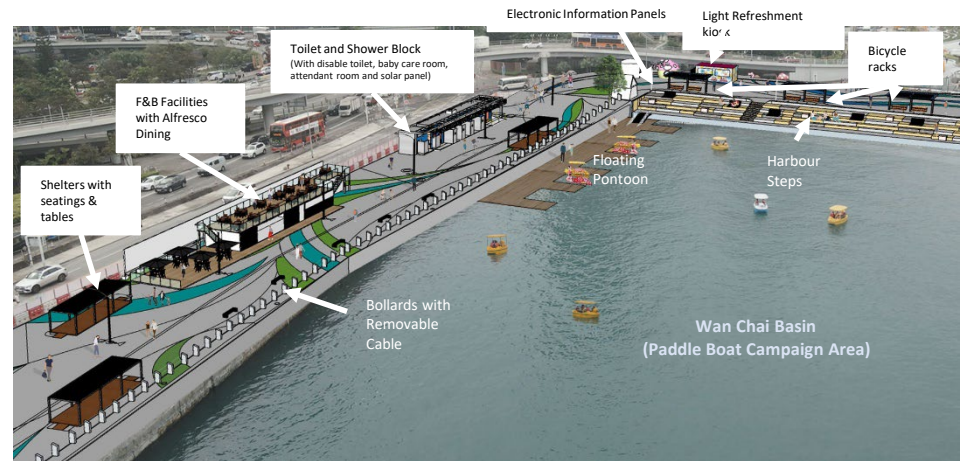 Electronic Information Panels
Light Refreshment
kiosk
Bicycle
racks
Toilet and Shower Block
(With disable toilet, baby care room,
attendant room and solar panel)
F&B Facilities
with Alfresco
Dining
Shelters with
seatings &
tables
Floating
Pontoon
Harbour
Steps
Bollards with
Removable
Cable
Wan Chai Basin
(Paddle Boat Campaign Area)